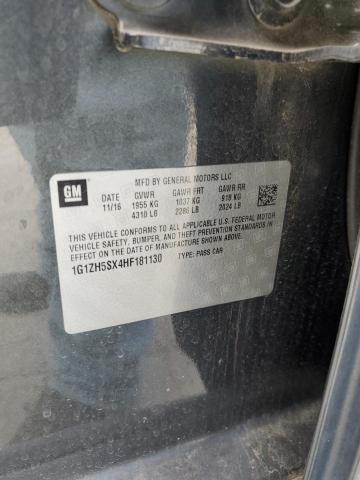 GM
MFD BY GENERAL MOTORS LLC
DATE GVWR GAWR FRT GAWR RR
11/16 1955 KG 1037 KG 918 KG
4310 LB 2286 LB 2024 LB
THIS VEHICLE CONFORMS TO ALL APPLICABLE U.S. FEDERAL MOTOR
VEHICLE SAFETY, BUMPER, AND THEFT PREVENTION STANDARDS IN
EFFECT ON THE DATE OF MANUFACTURE SHOWN ABOVE.
1G1ZH5SX4HF181130 TYPE: PASS CAR